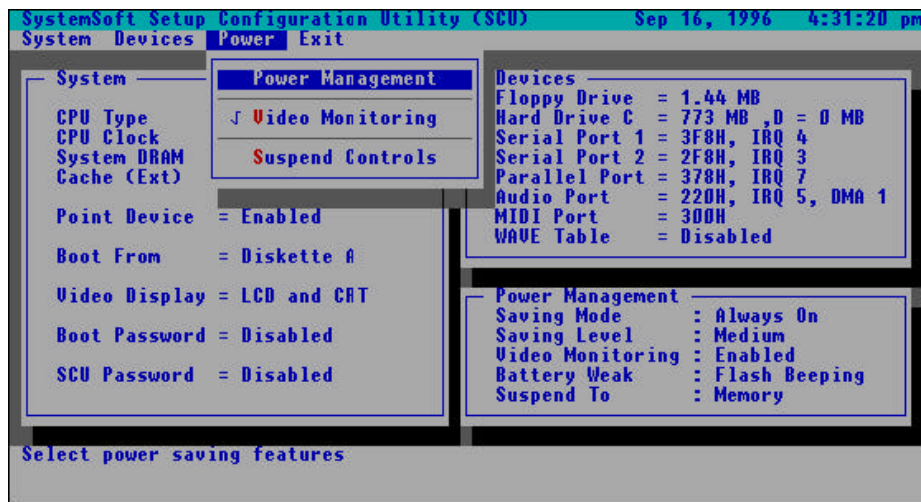 SystemSoft Setup Configuration Utility (SCU) Sep 16, 1996 4:31:20 pm
System Devices Power Exit
Power Management
√ Video Monitoring
Suspend Controls
System
CPU Type
CPU Clock
System DRAM
Cache (Ext)
Point Device = Enabled
Boot From = Diskette A
Video Display = LCD and CRT
Boot Password = Disabled
SCU Password = Disabled
Devices
Floppy Drive = 1.44 MB
Hard Drive C = 773 MB ,D = 0 MB
Serial Port 1 = 3F8H, IRQ 4
Serial Port 2 = 2F8H, IRQ 3
Parallel Port = 378H, IRQ 7
Audio Port = 220H, IRQ 5, DMA 1
MIDI Port = 300H
WAVE Table = Disabled
Power Management
Saving Mode : Always On
Saving Level : Medium
Video Monitoring : Enabled
Battery Weak : Flash Beeping
Suspend To : Memory
Select power saving features